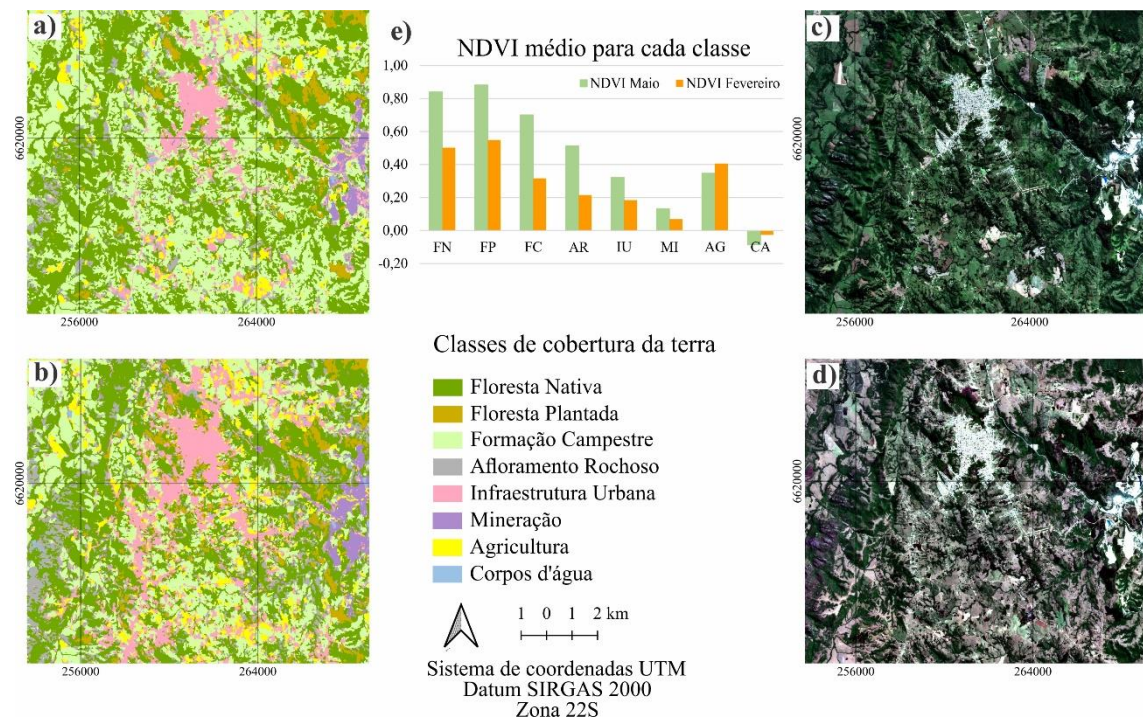 a)
6620000
256000
264000
e)
NDVI médio para cada classe
NDVI Maio
NDVI Fevereiro
1,00
0,80
0,60
0,40
0,20
0,00
-0,20
FN
FP
FC
AR
IU
MI
AG
CA
c)
6620000
256000
264000
b)
6620000
256000
264000
Classes de cobertura da terra
Floresta Nativa
Floresta Plantada
Formação Campestre
Afloramento Rochoso
Infraestrutura Urbana
Mineração
Agricultura
Corpos d'água
1 0 1 2 km
Sistema de coordenadas UTM
Datum SIRGAS 2000
Zona 22S
d)
6620000
256000
264000